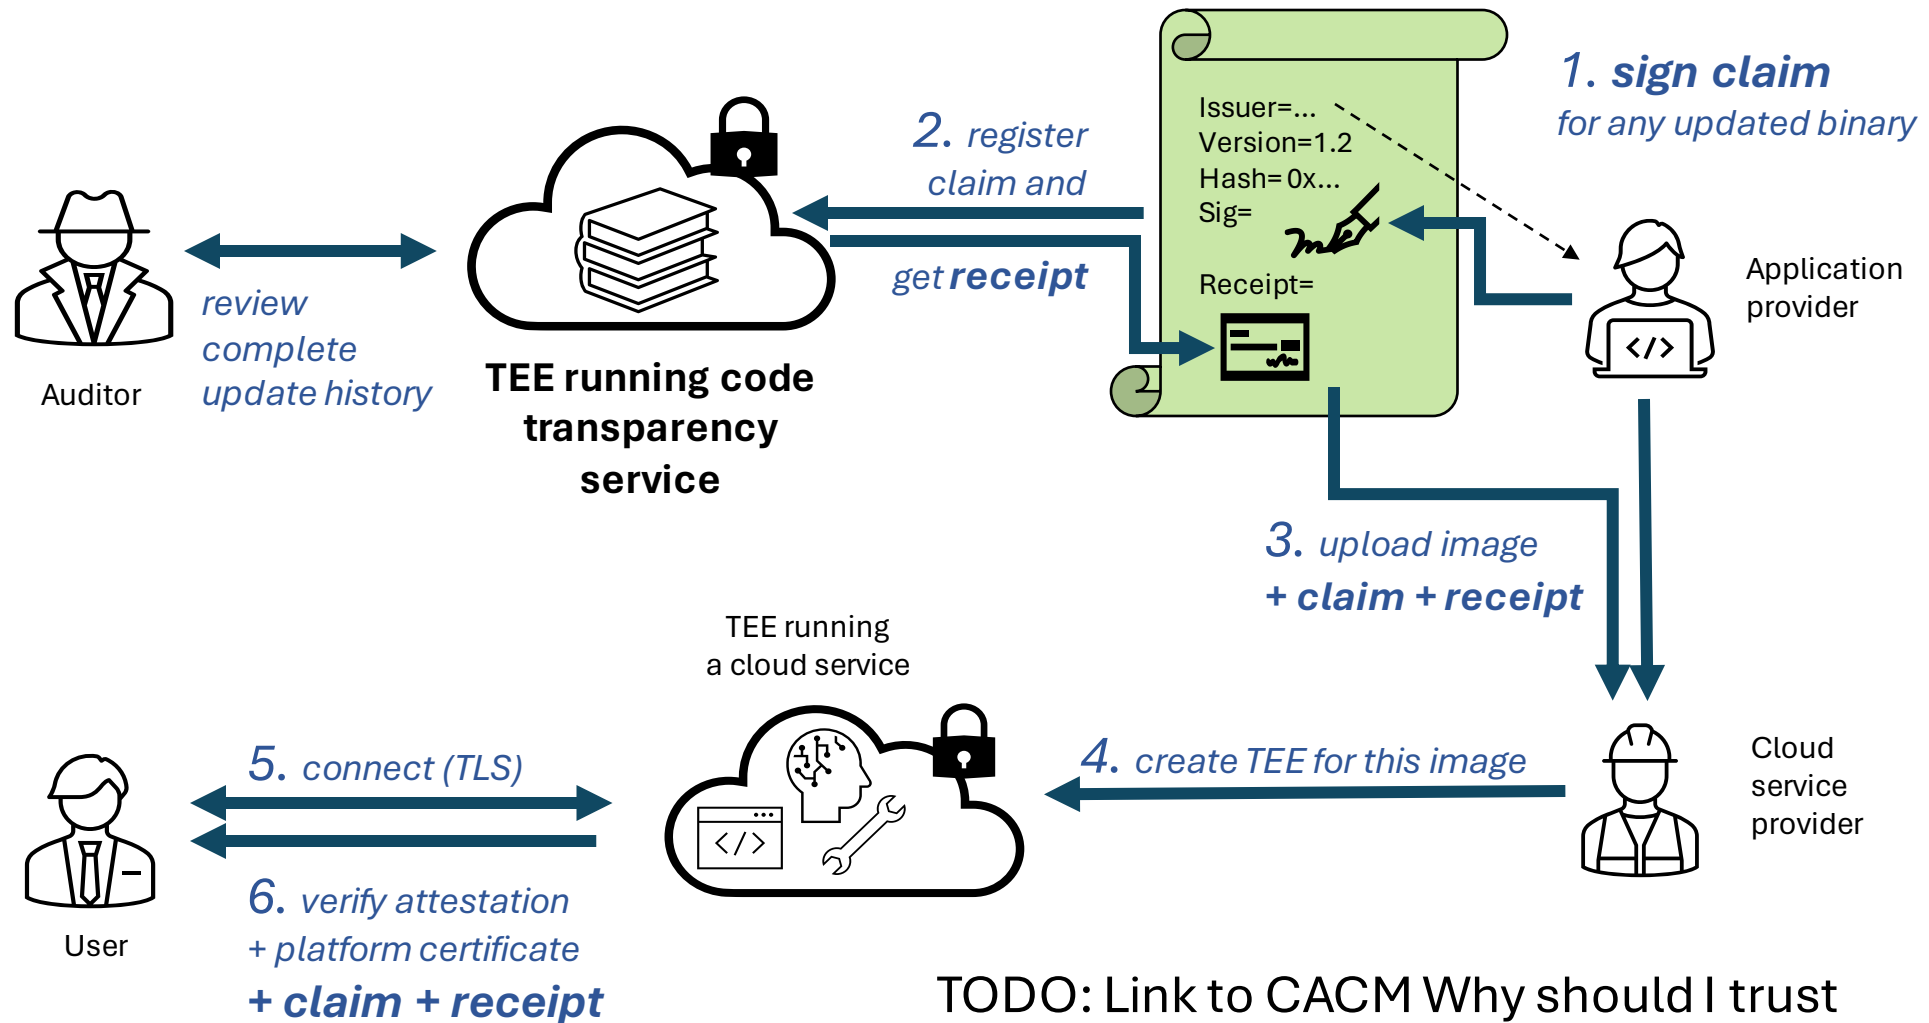 1. sign claim
for any updated binary
Issuer=...
Version=1.2
Hash= 0x...
Sig=
Receipt=
2. register
claim and
get receipt
Application
provider
review
complete
update history
Auditor
TEE running code
transparency
service
3. upload image
+ claim + receipt
</>
TEE running
a cloud service
</>
4. create TEE for this image
Cloud
service
provider
5. connect (TLS)
6. verify attestation
+ platform certificate
+ claim + receipt
User
TODO: Link to CACM Why should I trust